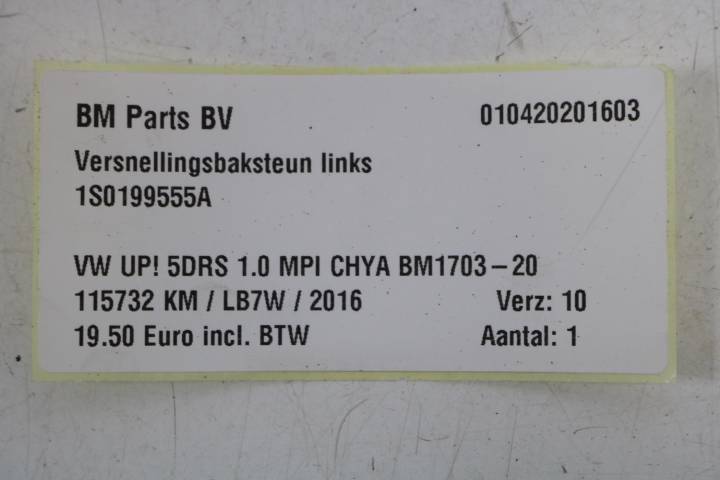 BM Parts BV 010420201603
Versnellingsbaksteun links
1S0199555A
VW UP! 5DRS 1.0 MPI CHYA BM1703-20
115732 KM / LB7W / 2016 Verz: 10
19.50 Euro incl. BTW Aantal: 1